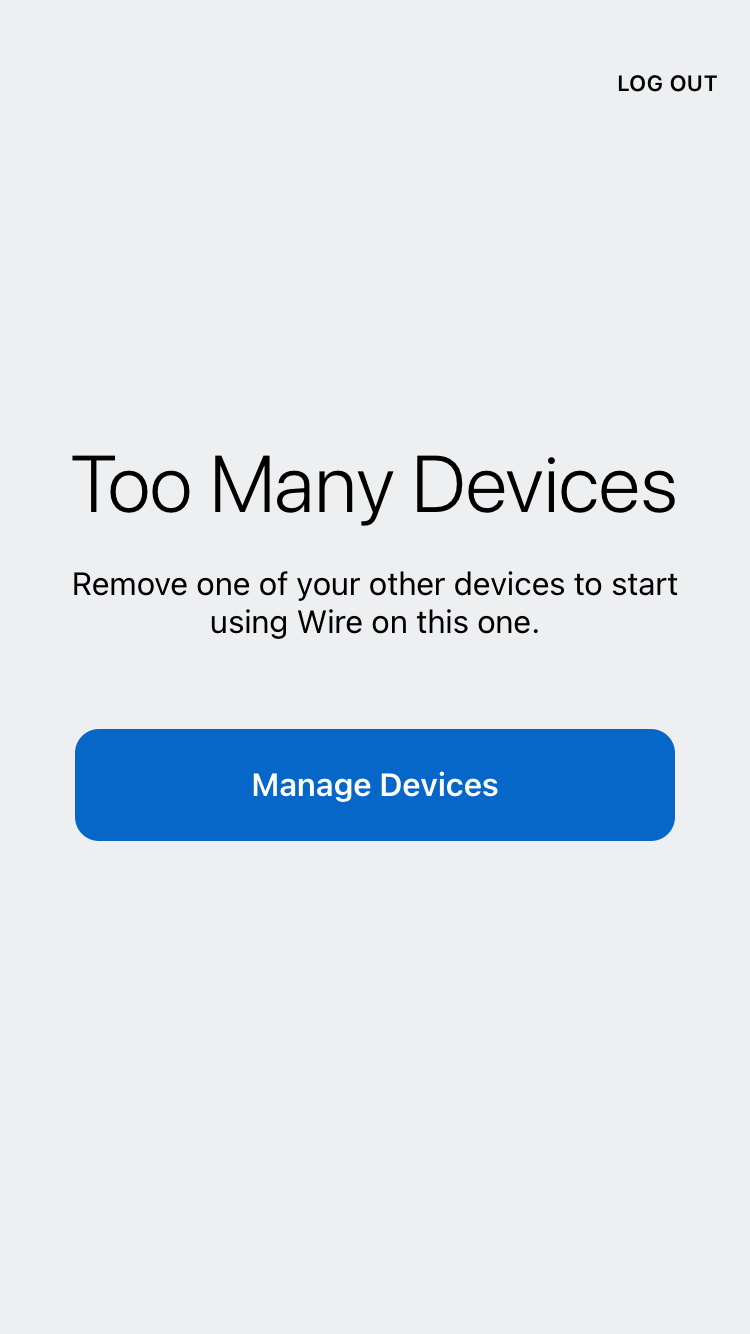 LOG OUT
Too Many Devices
Remove one of your other devices to start
using Wire on this one.
Manage Devices